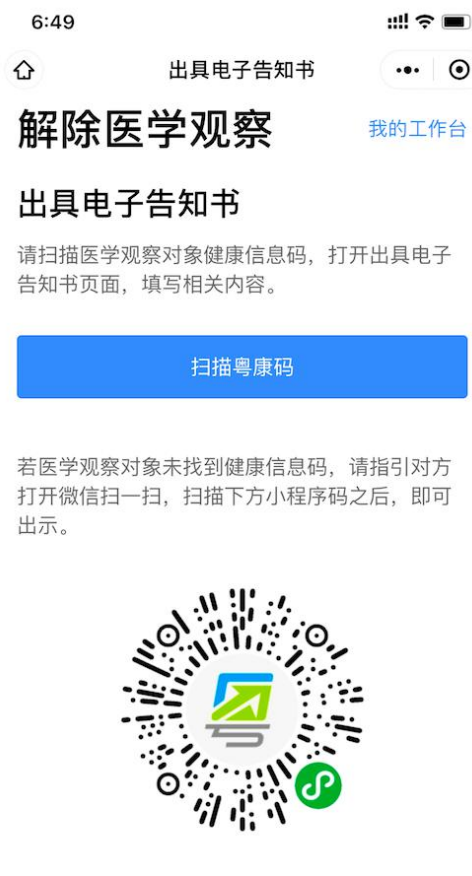 6:49
出具电子告知书
解除医学观察
我的工作台
出具电子告知书
请扫描医学观察对象健康信息码，打开出具电子
告知书页面，填写相关内容。
扫描粤康码
若医学观察对象未找到健康信息码，请指引对方
打开微信扫一扫，扫描下方小程序码之后，即可
出示。